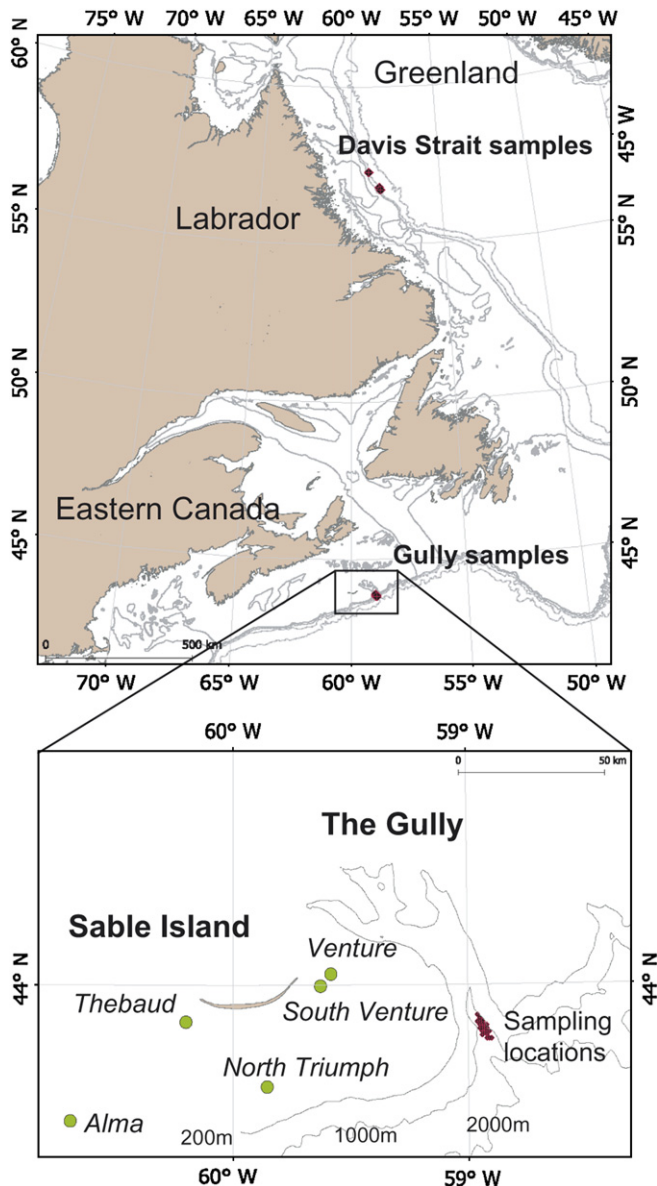 75° W 70° W 65° W 60° W 55° W 50° W 45° W
60° N
Greenland
45° W
Davis Strait samples
55° N
Labrador
55° N
50° N
50° N
Eastern Canada
45° N
45° N
Gully samples
0 500 km
70° W 65° W 60° W 55° W 50° W
60° W 59° W
0 50 km
The Gully
Sable Island
Venture
44° N
44° N
Thebaud
South Venture
Sampling
locations
North Triumph
Alma
200m 1000m 2000m
60° W 59° W